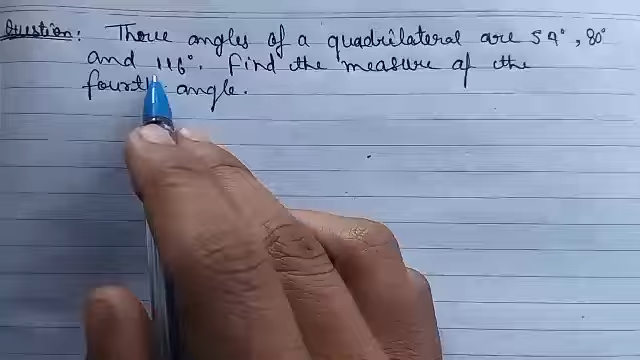 Question: Three angles of a quadrilateral are 54°, 80°
and 116°. Find the measure of the
fourth angle.